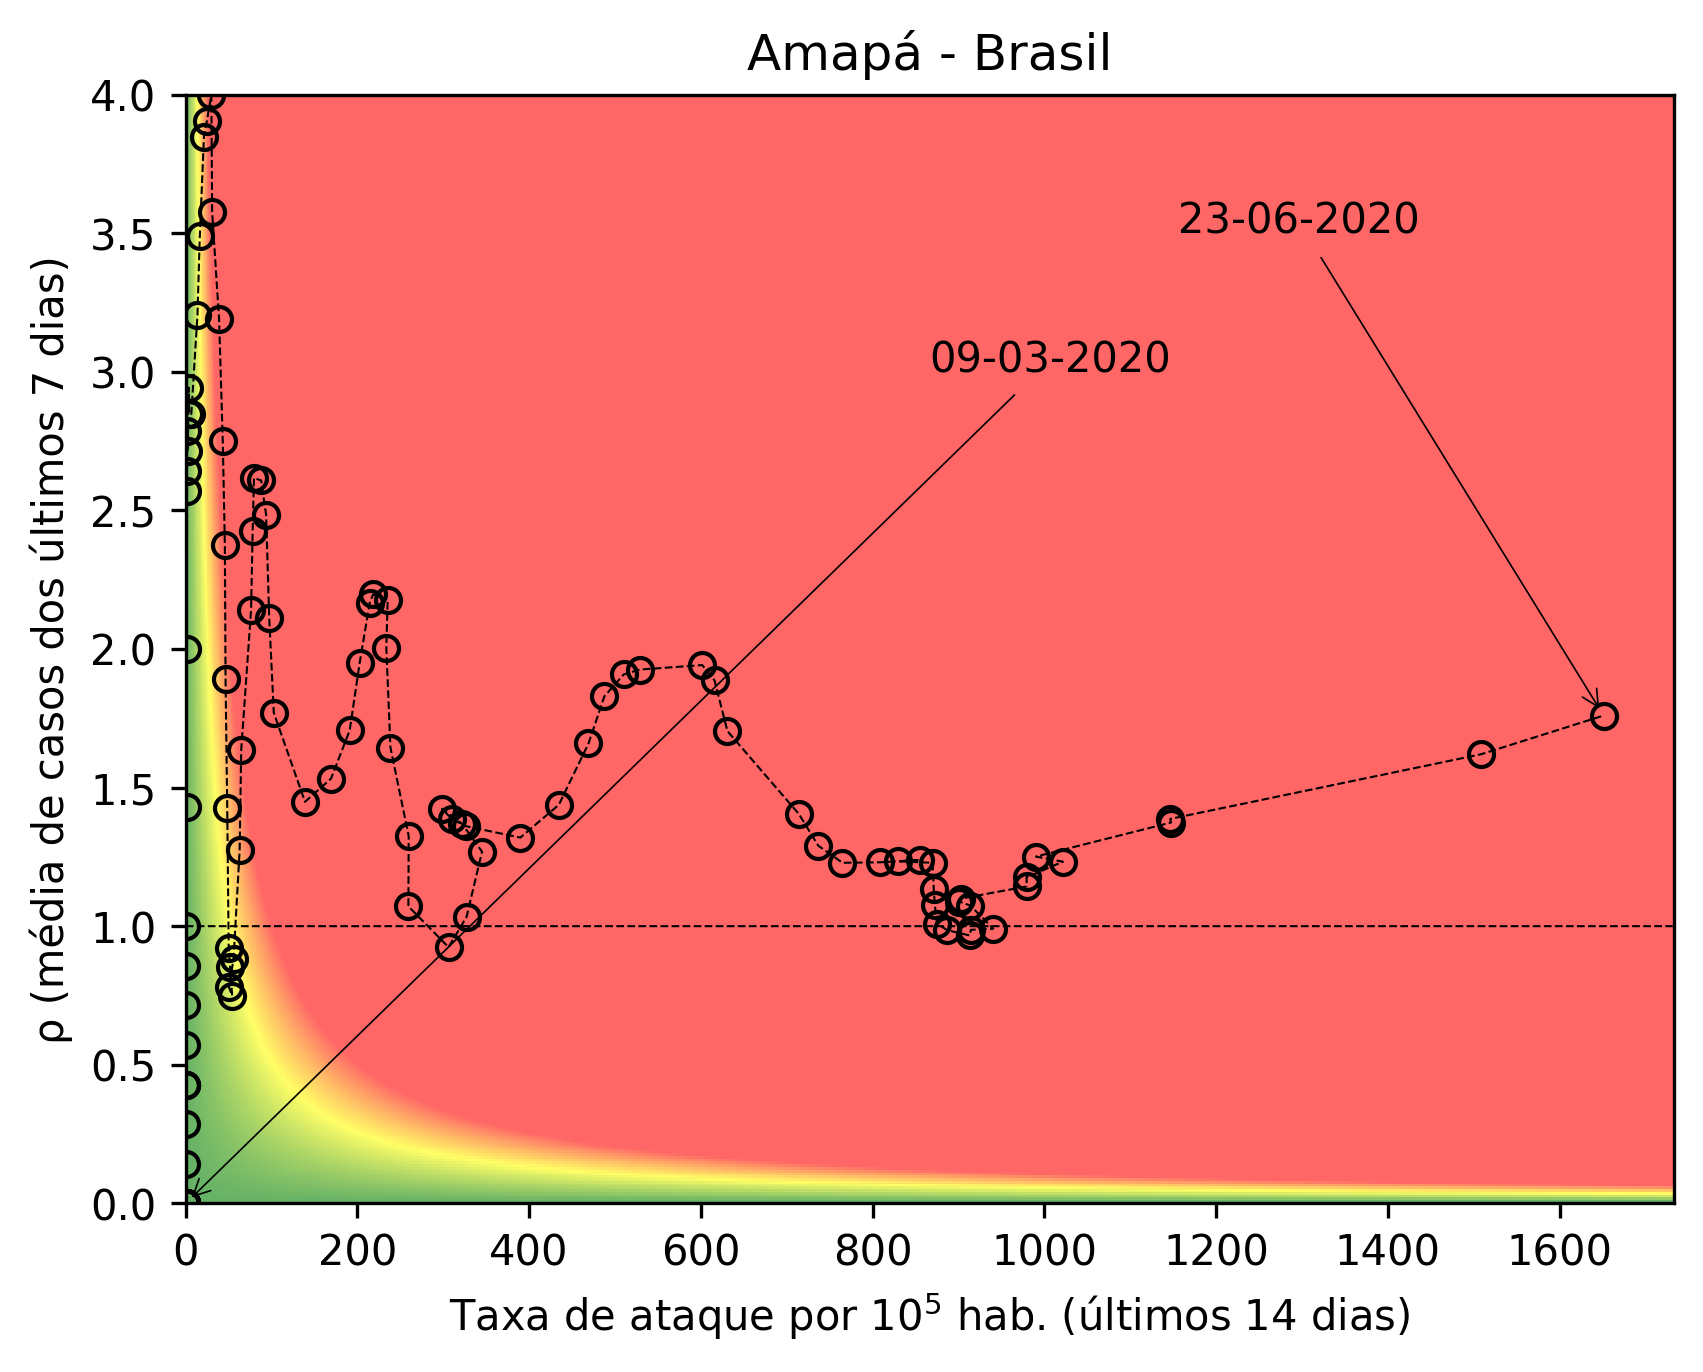 Amapá - Brasil
4.0
3.5
3.0
2.5
2.0
1.5
1.0
0.5
0.0
ρ (média de casos dos últimos 7 dias)
23-06-2020
09-03-2020
0 200 400 600 800 1000 1200 1400 1600
Taxa de ataque por 10⁵ hab. (últimos 14 dias)